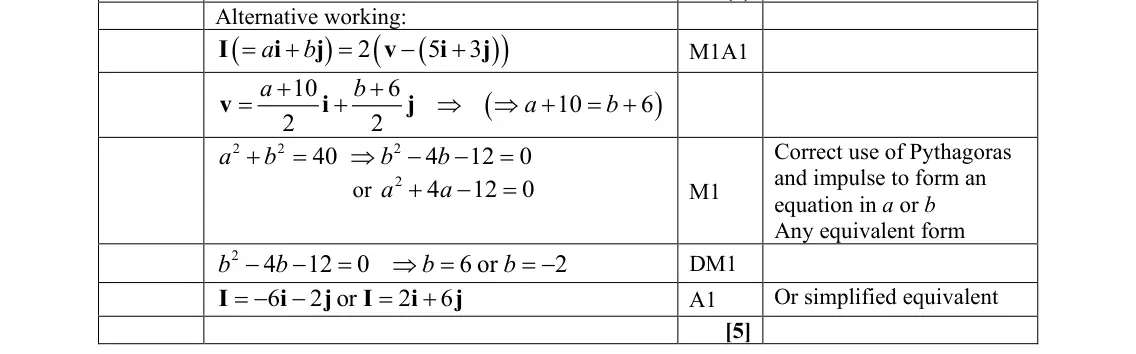 Alternative working:
I(= ai + bj) = 2(v − (5i + 3j)) M1A1
v = (a+10)/2 i + (b+6)/2 j ⇒ (⇒ a + 10 = b + 6)
a² + b² = 40 ⇒ b² − 4b − 12 = 0
or a² + 4a − 12 = 0
M1
Correct use of Pythagoras
and impulse to form an
equation in a or b
Any equivalent form
b² − 4b − 12 = 0 ⇒ b = 6 or b = −2 DM1
I = −6i − 2j or I = 2i + 6j A1 Or simplified equivalent
[5]